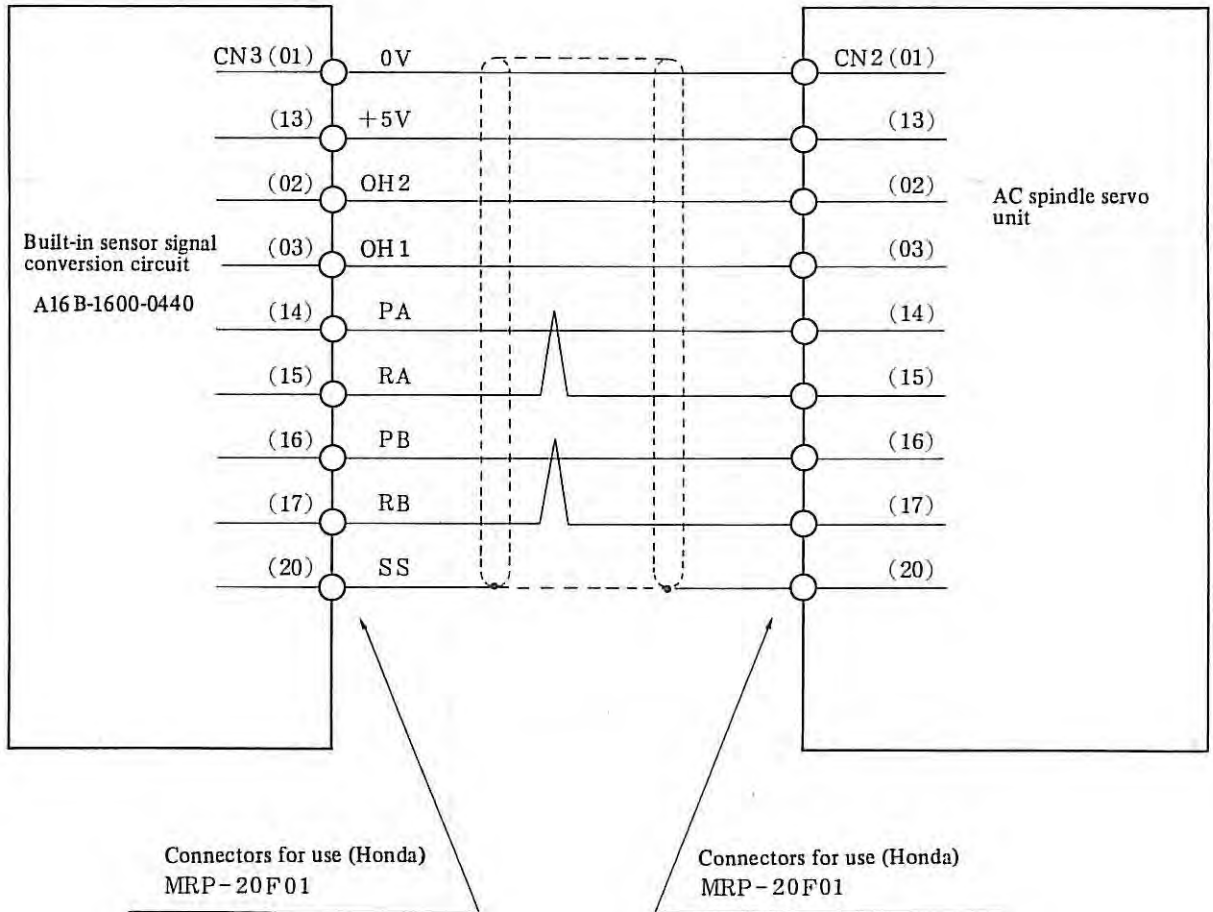 CN3(01) 0V CN2(01)
(13) +5V (13)
(02) OH2 (02)
AC spindle servo
unit
Built-in sensor signal
conversion circuit
(03) OH1 (03)
A16B-1600-0440
(14) PA (14)
(15) RA (15)
(16) PB (16)
(17) RB (17)
(20) SS (20)
Connectors for use (Honda)
MRP-20F01
Connectors for use (Honda)
MRP-20F01